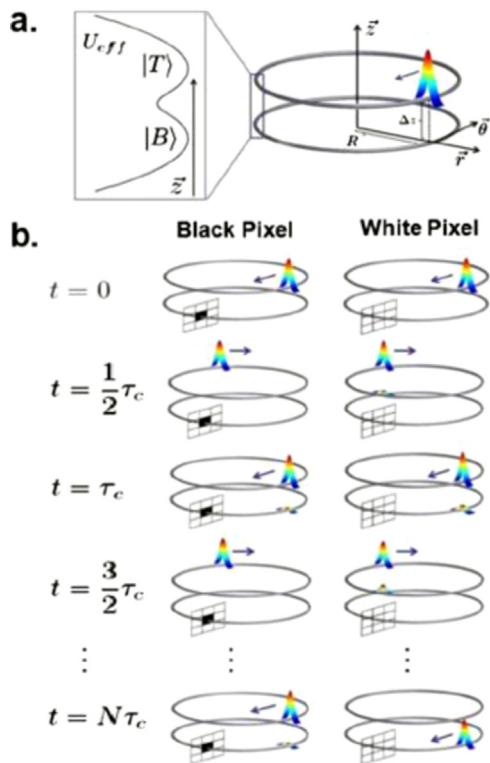 a.
U_eff
|T⟩
|B⟩
z⃗
z⃗
Δz
R
θ⃗
r⃗
b.
Black Pixel White Pixel
t = 0
t = 1/2 τ_c
t = τ_c
t = 3/2 τ_c
⋮ ⋮ ⋮
t = Nτ_c